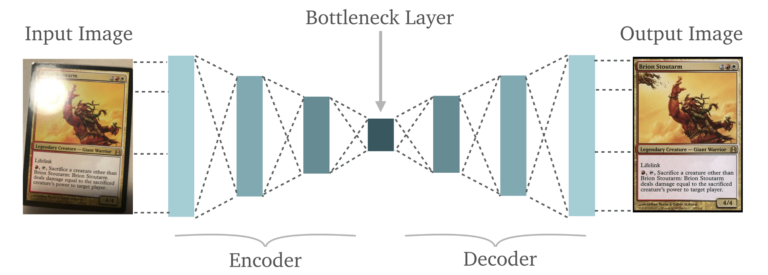 Bottleneck Layer
Input Image
Output Image
Brion Stoutarm
Legendary Creature — Giant Warrior
Lifelink
, Sacrifice a creature other than
Brion Stoutarm: Brion Stoutarm
deals damage equal to the sacrificed
creature's power to target player.
4/4
Brion Stoutarm 2
Legendary Creature — Giant Warrior
Lifelink
, Sacrifice a creature other than
Brion Stoutarm: Brion Stoutarm
deals damage equal to the sacrificed
creature's power to target player.
4/4
Encoder
Decoder